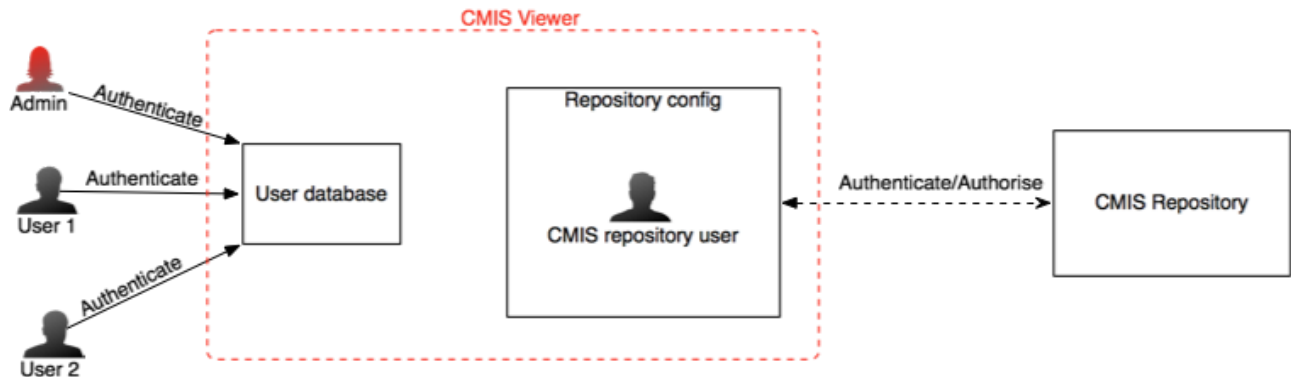 CMIS Viewer
Admin
Authenticate
Repository config
User database
Authenticate
User 1
Authenticate/Authorise
CMIS Repository
CMIS repository user
Authenticate
User 2